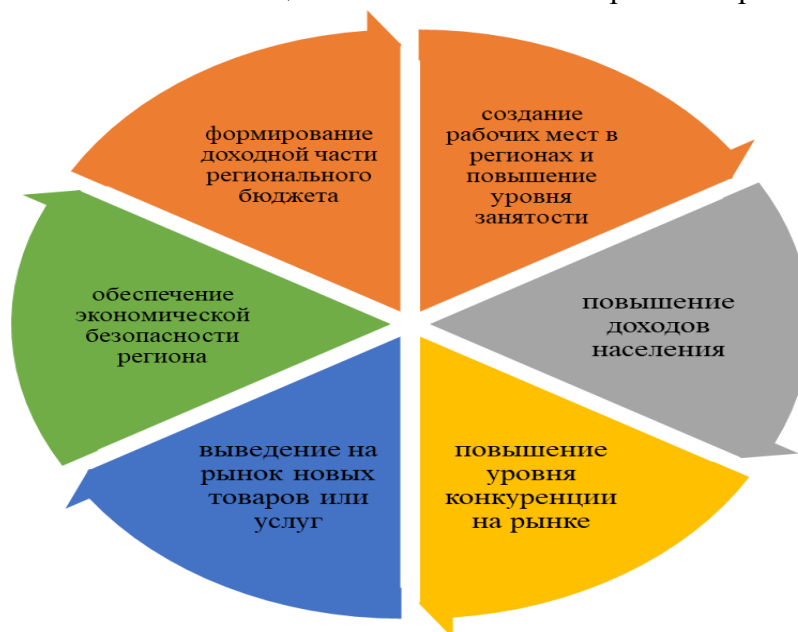 создание
рабочих мест в
регионах и
повышение
уровня
занятости
повышение
доходов
населения
повышение
уровня
конкуренции
на рынке
выведение на
рынок новых
товаров или
услуг
обеспечение
экономической
безопасности
региона
формирование
доходной части
регионального
бюджета